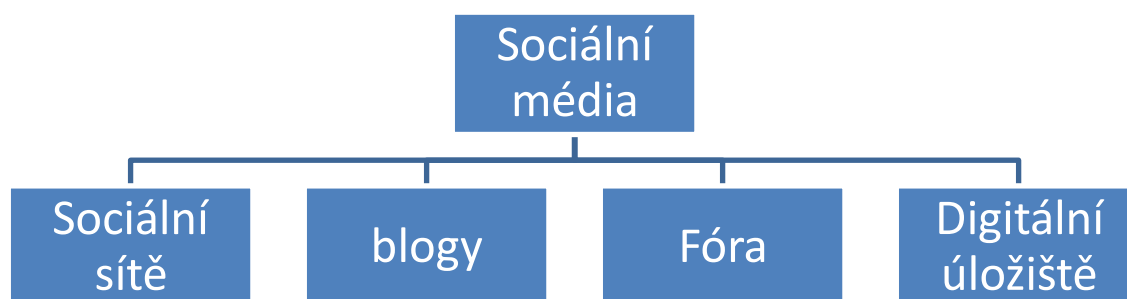 Sociální
média
Sociální
sítě
blogy
Fóra
Digitální
úložiště